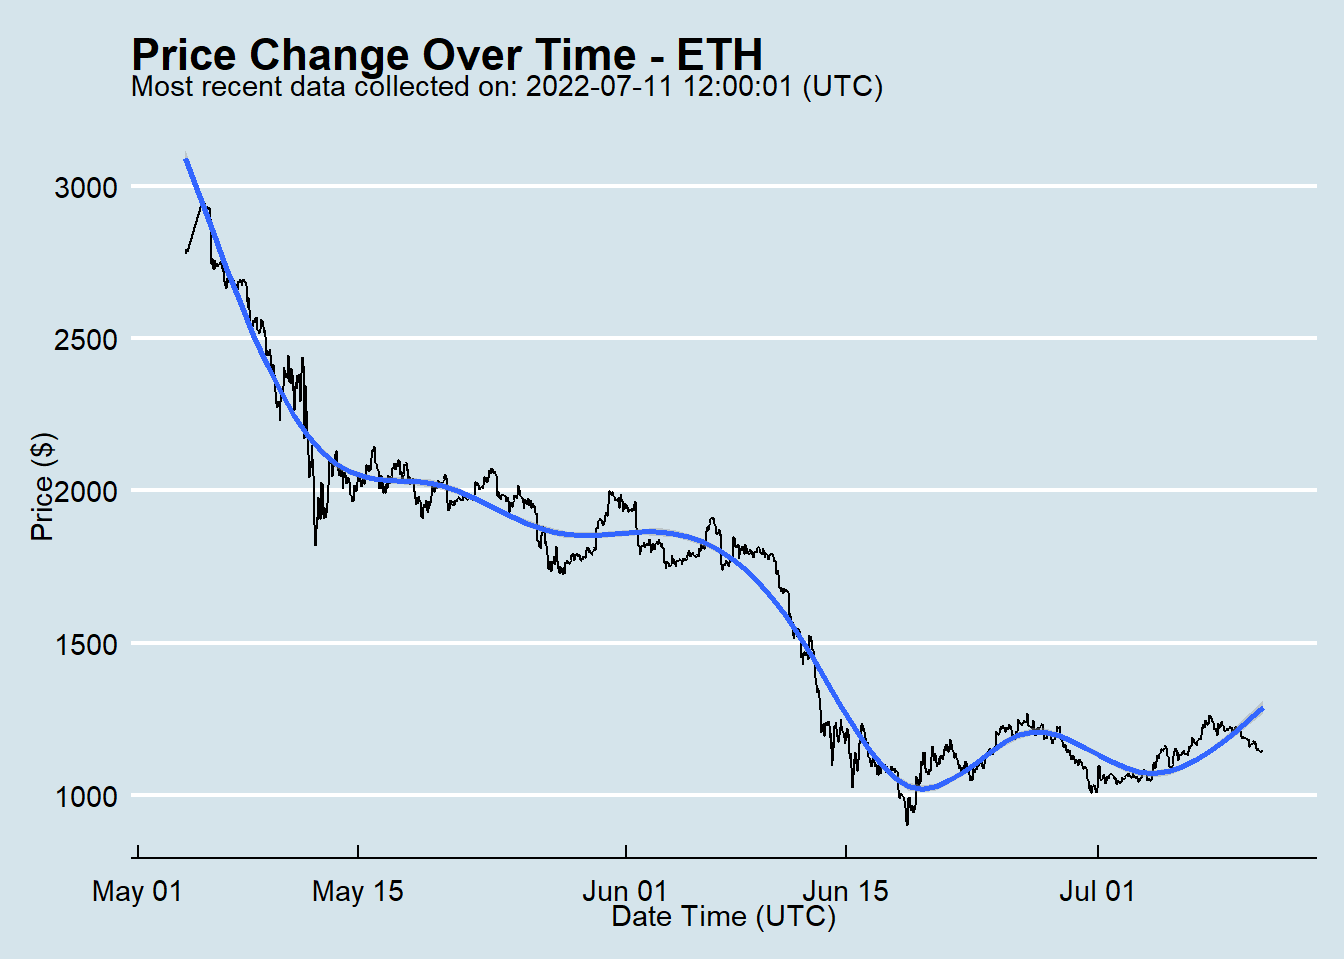 Price Change Over Time - ETH
Most recent data collected on: 2022-07-11 12:00:01 (UTC)
3000
2500
2000
1500
1000
Price ($)
May 01 May 15 Jun 01 Jun 15 Jul 01
Date Time (UTC)